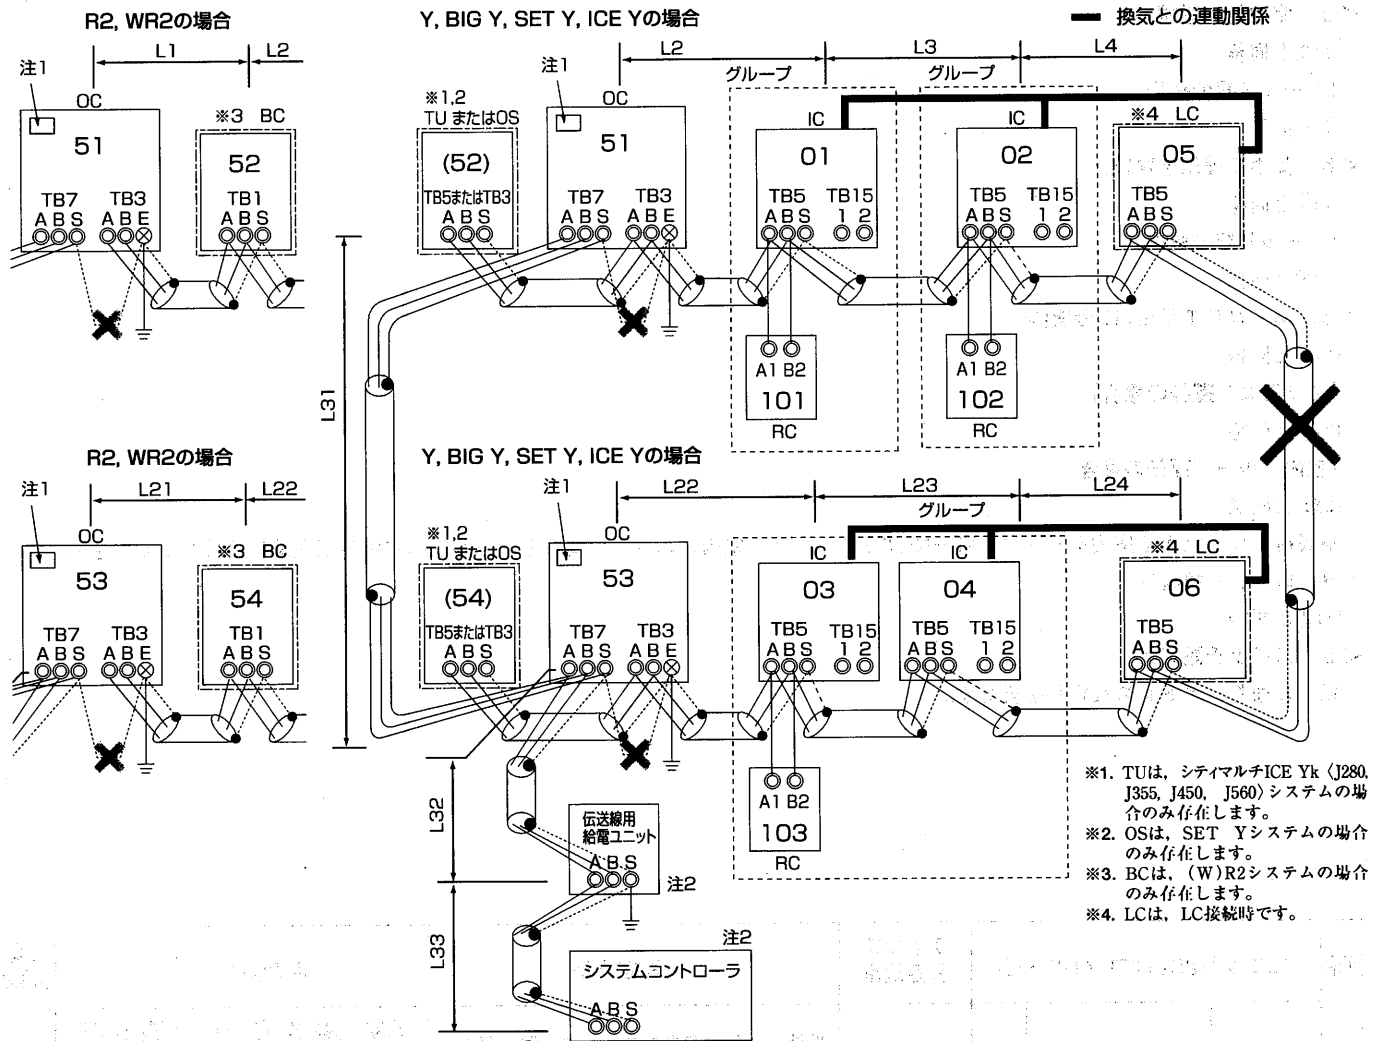 R2, WR2の場合
Y, BIG Y, SET Y, ICE Yの場合
換気との連動関係
L1
L2
L2
L3
L4
注1
OC
※3 BC
51
52
TB7
TB3
TB1
A B S
A B E
A B S
※1,2
TU またはOS
注1
OC
グループ
グループ
(52)
51
IC
IC
※4 LC
01
02
05
TB5またはTB3
TB7
TB3
TB5
TB15
TB5
TB15
TB5
A B S
A B S
A B E
A B S
1 2
A B S
1 2
A B S
A1 B2
A1 B2
101
102
RC
RC
L31
R2, WR2の場合
Y, BIG Y, SET Y, ICE Yの場合
L21
L22
L22
L23
L24
注1
OC
※3 BC
53
54
TB7
TB3
TB1
A B S
A B E
A B S
※1,2
TU またはOS
注1
OC
グループ
(54)
53
IC
IC
※4 LC
03
04
06
TB5またはTB3
TB7
TB3
TB5
TB15
TB5
TB15
TB5
A B S
A B S
A B E
A B S
1 2
A B S
1 2
A B S
A1 B2
103
RC
L32
伝送線用
給電ユニット
A B S
注2
L33
注2
システムコントローラ
A B S
※1. TUは, シティマルチICE Yk〈J280,
J355, J450, J560〉システムの場
合のみ存在します。
※2. OSは, SET Yシステムの場合
のみ存在します。
※3. BCは, (W)R2システムの場合
のみ存在します。
※4. LCは, LC接続時です。